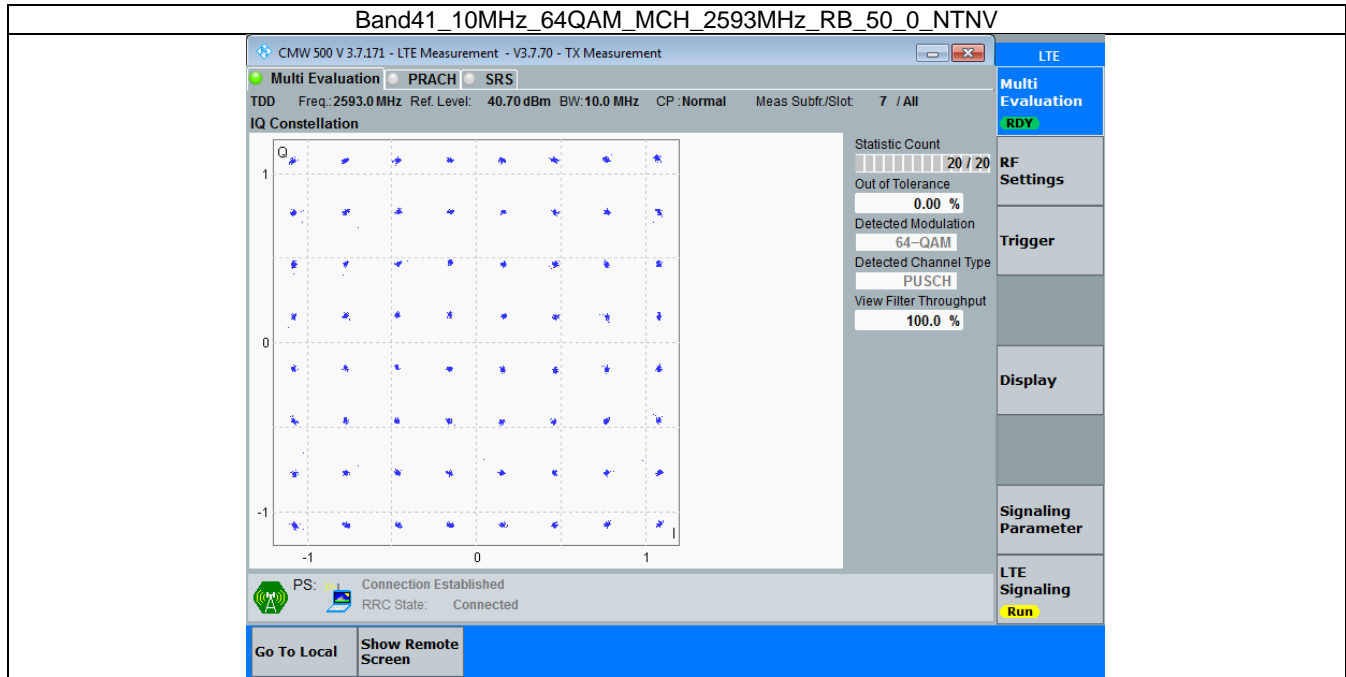 Band41_10MHz_64QAM_MCH_2593MHz_RB_50_0_NTNV
CMW 500 V 3.7.171 - LTE Measurement - V3.7.70 - TX Measurement
LTE
Multi Evaluation PRACH SRS
Multi
Evaluation
RDY
TDD Freq.: 2593.0 MHz Ref. Level: 40.70 dBm BW: 10.0 MHz CP : Normal Meas Subfr./Slot: 7 / All
IQ Constellation
Q
1
0
-1
-1 0 1
I
Statistic Count
20 / 20
Out of Tolerance
0.00 %
Detected Modulation
64-QAM
Detected Channel Type
PUSCH
View Filter Throughput
100.0 %
RF
Settings
Trigger
Display
Signaling
Parameter
LTE
Signaling
Run
PS: Connection Established
RRC State: Connected
Go To Local
Show Remote
Screen